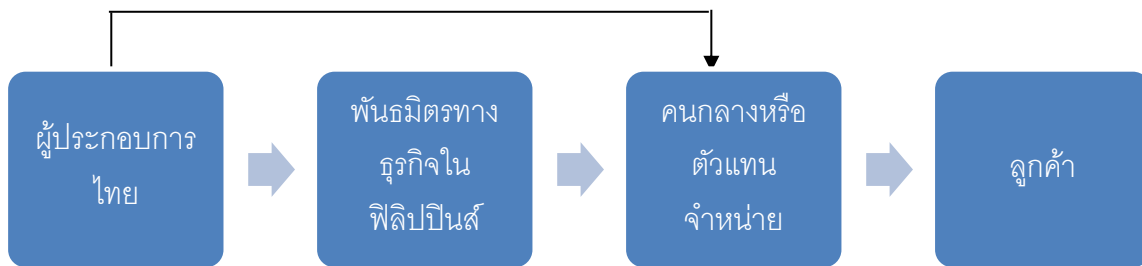 ผู้ประกอบการ
ไทย
พันธมิตรทาง
ธุรกิจใน
ฟิลิปปินส์
คนกลางหรือ
ตัวแทน
จำหน่าย
ลูกค้า